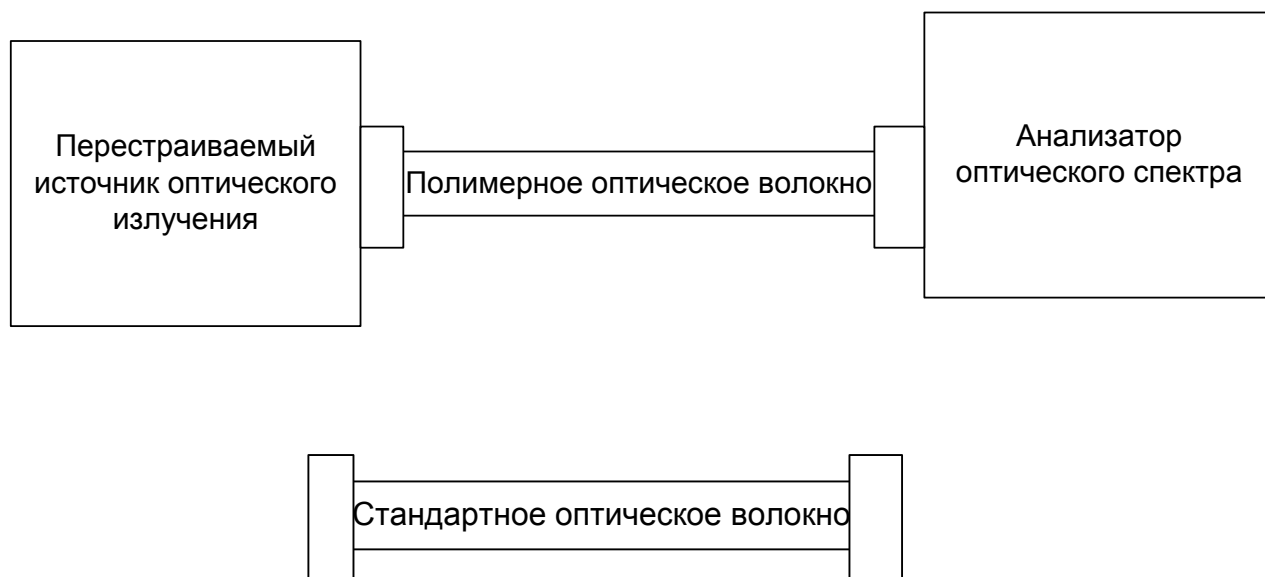 Перестраиваемый
источник оптического
излучения
Полимерное оптическое волокно
Анализатор
оптического спектра
Стандартное оптическое волокно